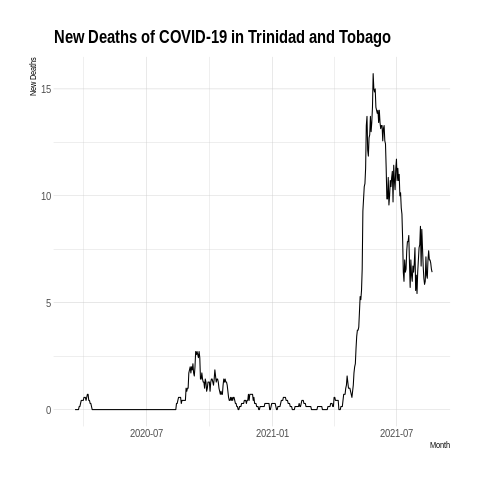 New Deaths of COVID-19 in Trinidad and Tobago
New Deaths
15
10
5
0
2020-07 2021-01 2021-07
Month